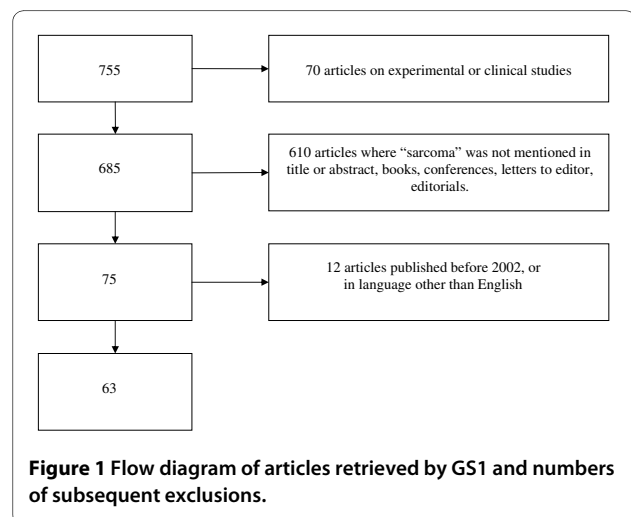 755
70 articles on experimental or clinical studies
685
610 articles where “sarcoma” was not mentioned in
title or abstract, books, conferences, letters to editor,
editorials.
75
12 articles published before 2002, or
in language other than English
63
Figure 1 Flow diagram of articles retrieved by GS1 and numbers
of subsequent exclusions.